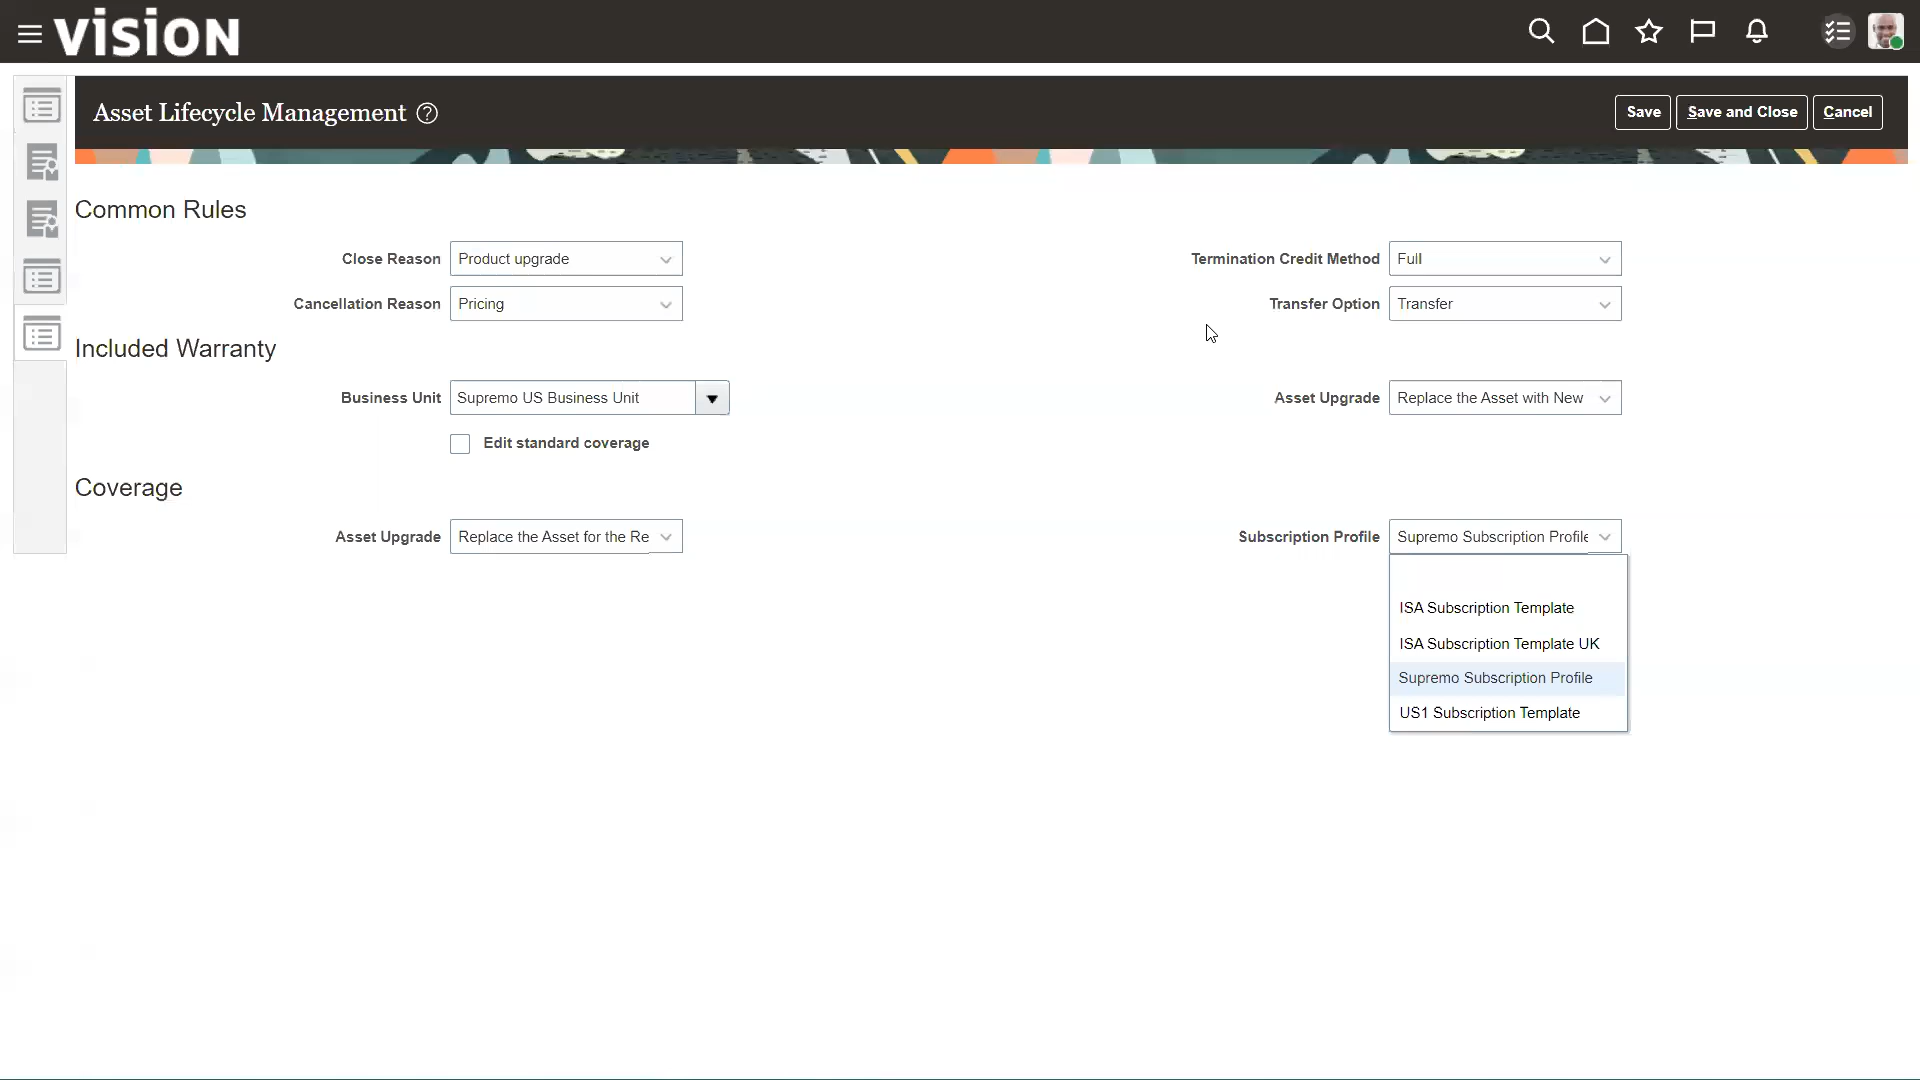 VISION
Asset Lifecycle Management ?
Save
Save and Close
Cancel
Common Rules
Close Reason
Product upgrade
Termination Credit Method
Full
Cancellation Reason
Pricing
Transfer Option
Transfer
Included Warranty
Business Unit
Supremo US Business Unit
Asset Upgrade
Replace the Asset with New
Edit standard coverage
Coverage
Asset Upgrade
Replace the Asset for the Re
Subscription Profile
Supremo Subscription Profile
ISA Subscription Template
ISA Subscription Template UK
Supremo Subscription Profile
US1 Subscription Template